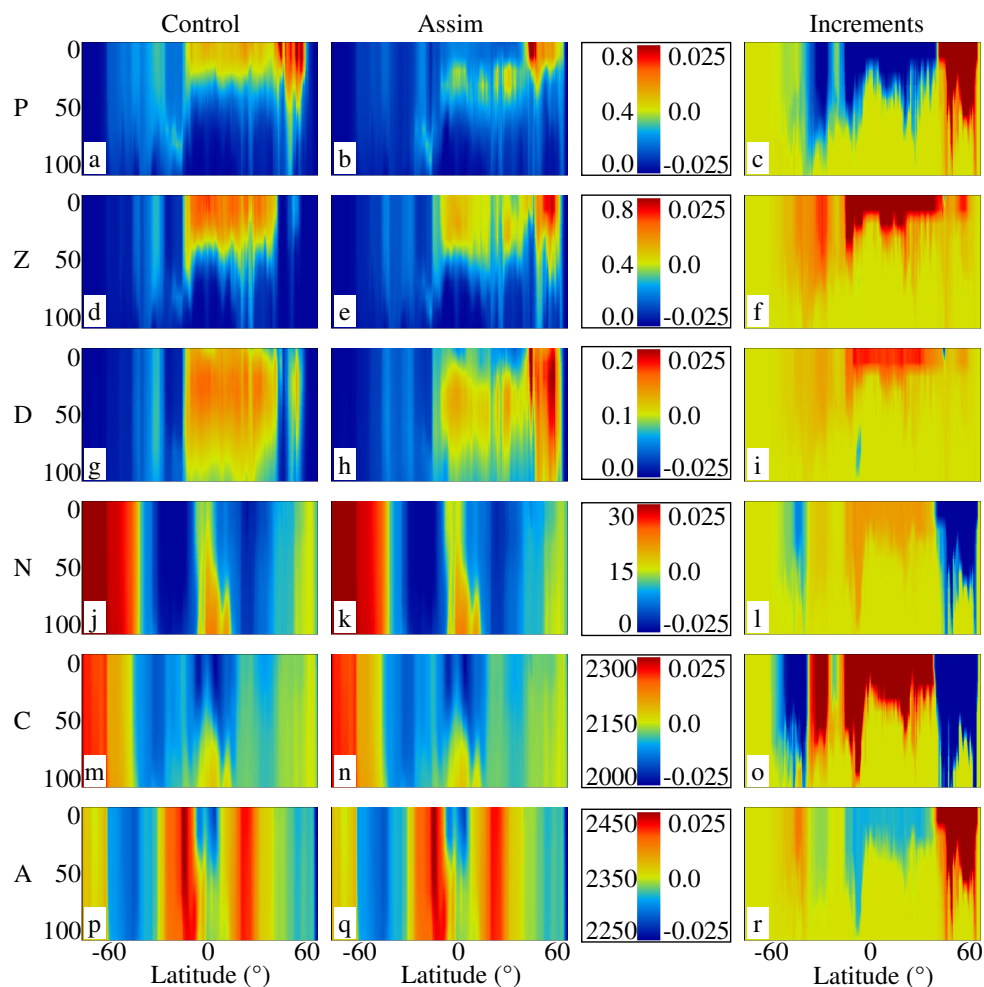 Control Assim Increments
P 0 50 100 a b 0.8 0.025 0.4 0.0 0.0 -0.025 c
Z 0 50 100 d e 0.8 0.025 0.4 0.0 0.0 -0.025 f
D 0 50 100 g h 0.2 0.025 0.1 0.0 0.0 -0.025 i
N 0 50 100 j k 30 0.025 15 0.0 0 -0.025 l
C 0 50 100 m n 2300 0.025 2150 0.0 2000 -0.025 o
A 0 50 100 p q 2450 0.025 2350 0.0 2250 -0.025 r
-60 0 60 -60 0 60 -60 0 60
Latitude (°) Latitude (°) Latitude (°)